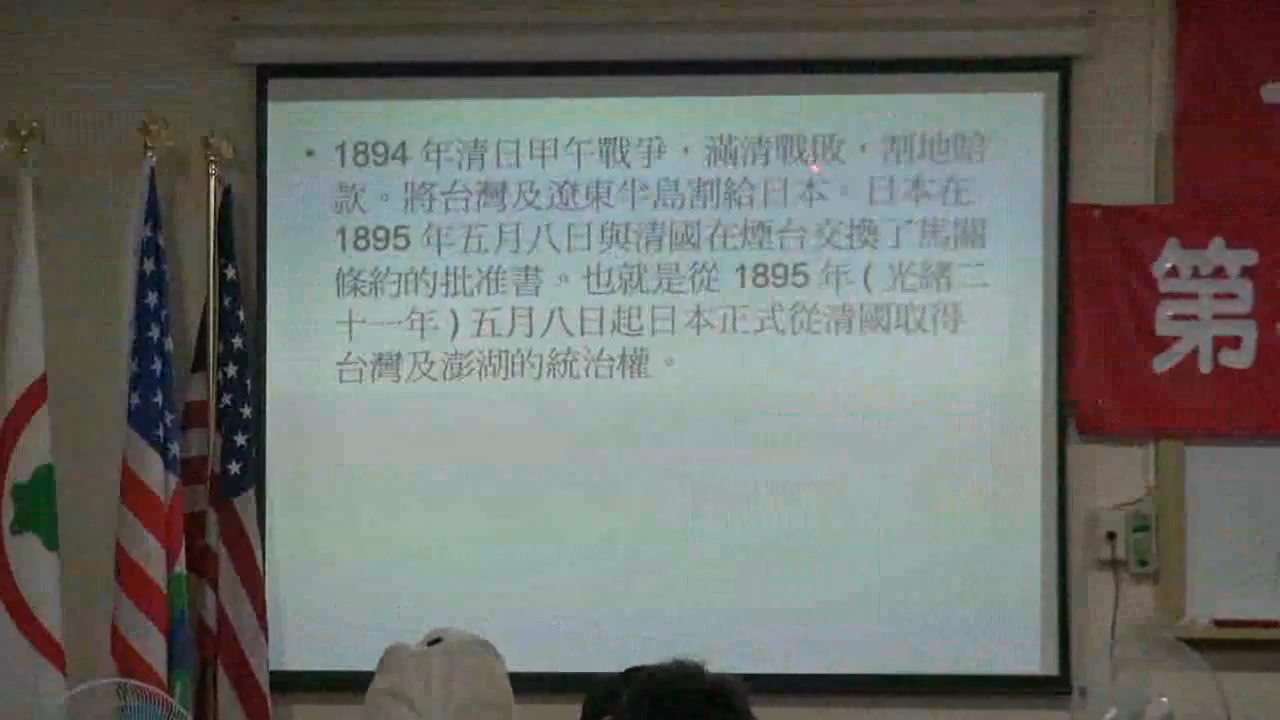 • 1894 年清日甲午戰爭，滿清戰敗，割地賠
款。將台灣及遼東半島割給日本。日本在
1895 年五月八日與清國在煙台交換了馬關
條約的批准書。也就是從 1895 年 ( 光緒二
十一年 ) 五月八日起日本正式從清國取得
台灣及澎湖的統治權。
第